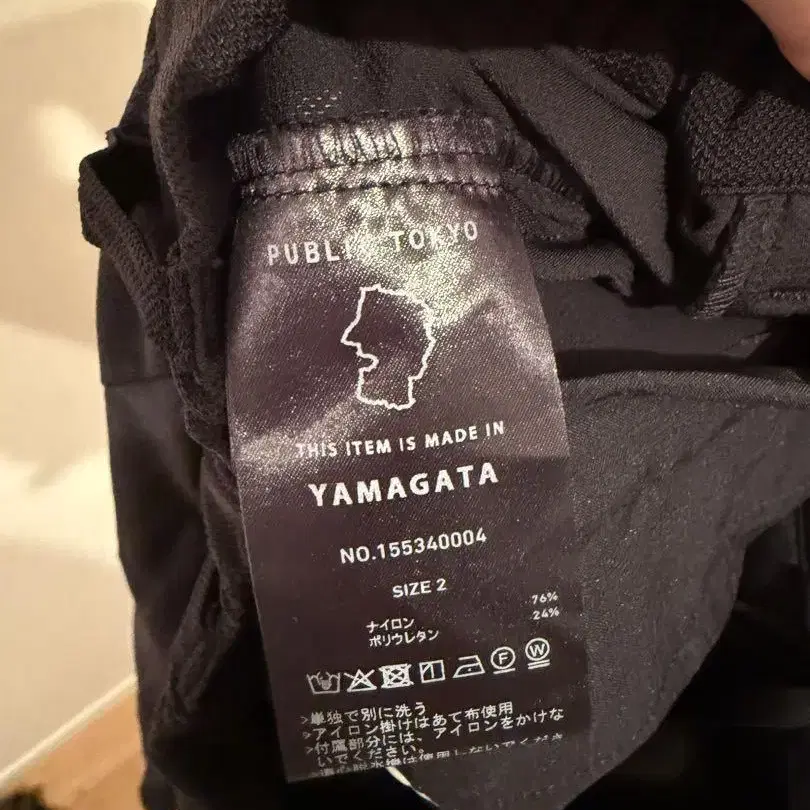 PUBLIC TOKYO
THIS ITEM IS MADE IN
YAMAGATA
NO.155340004
SIZE 2
ナイロン 76%
ポリウレタン 24%
F W
>単独で別に洗う
>アイロン掛けはあて布使用
>付属部分には、アイロンをかけな
いでください。